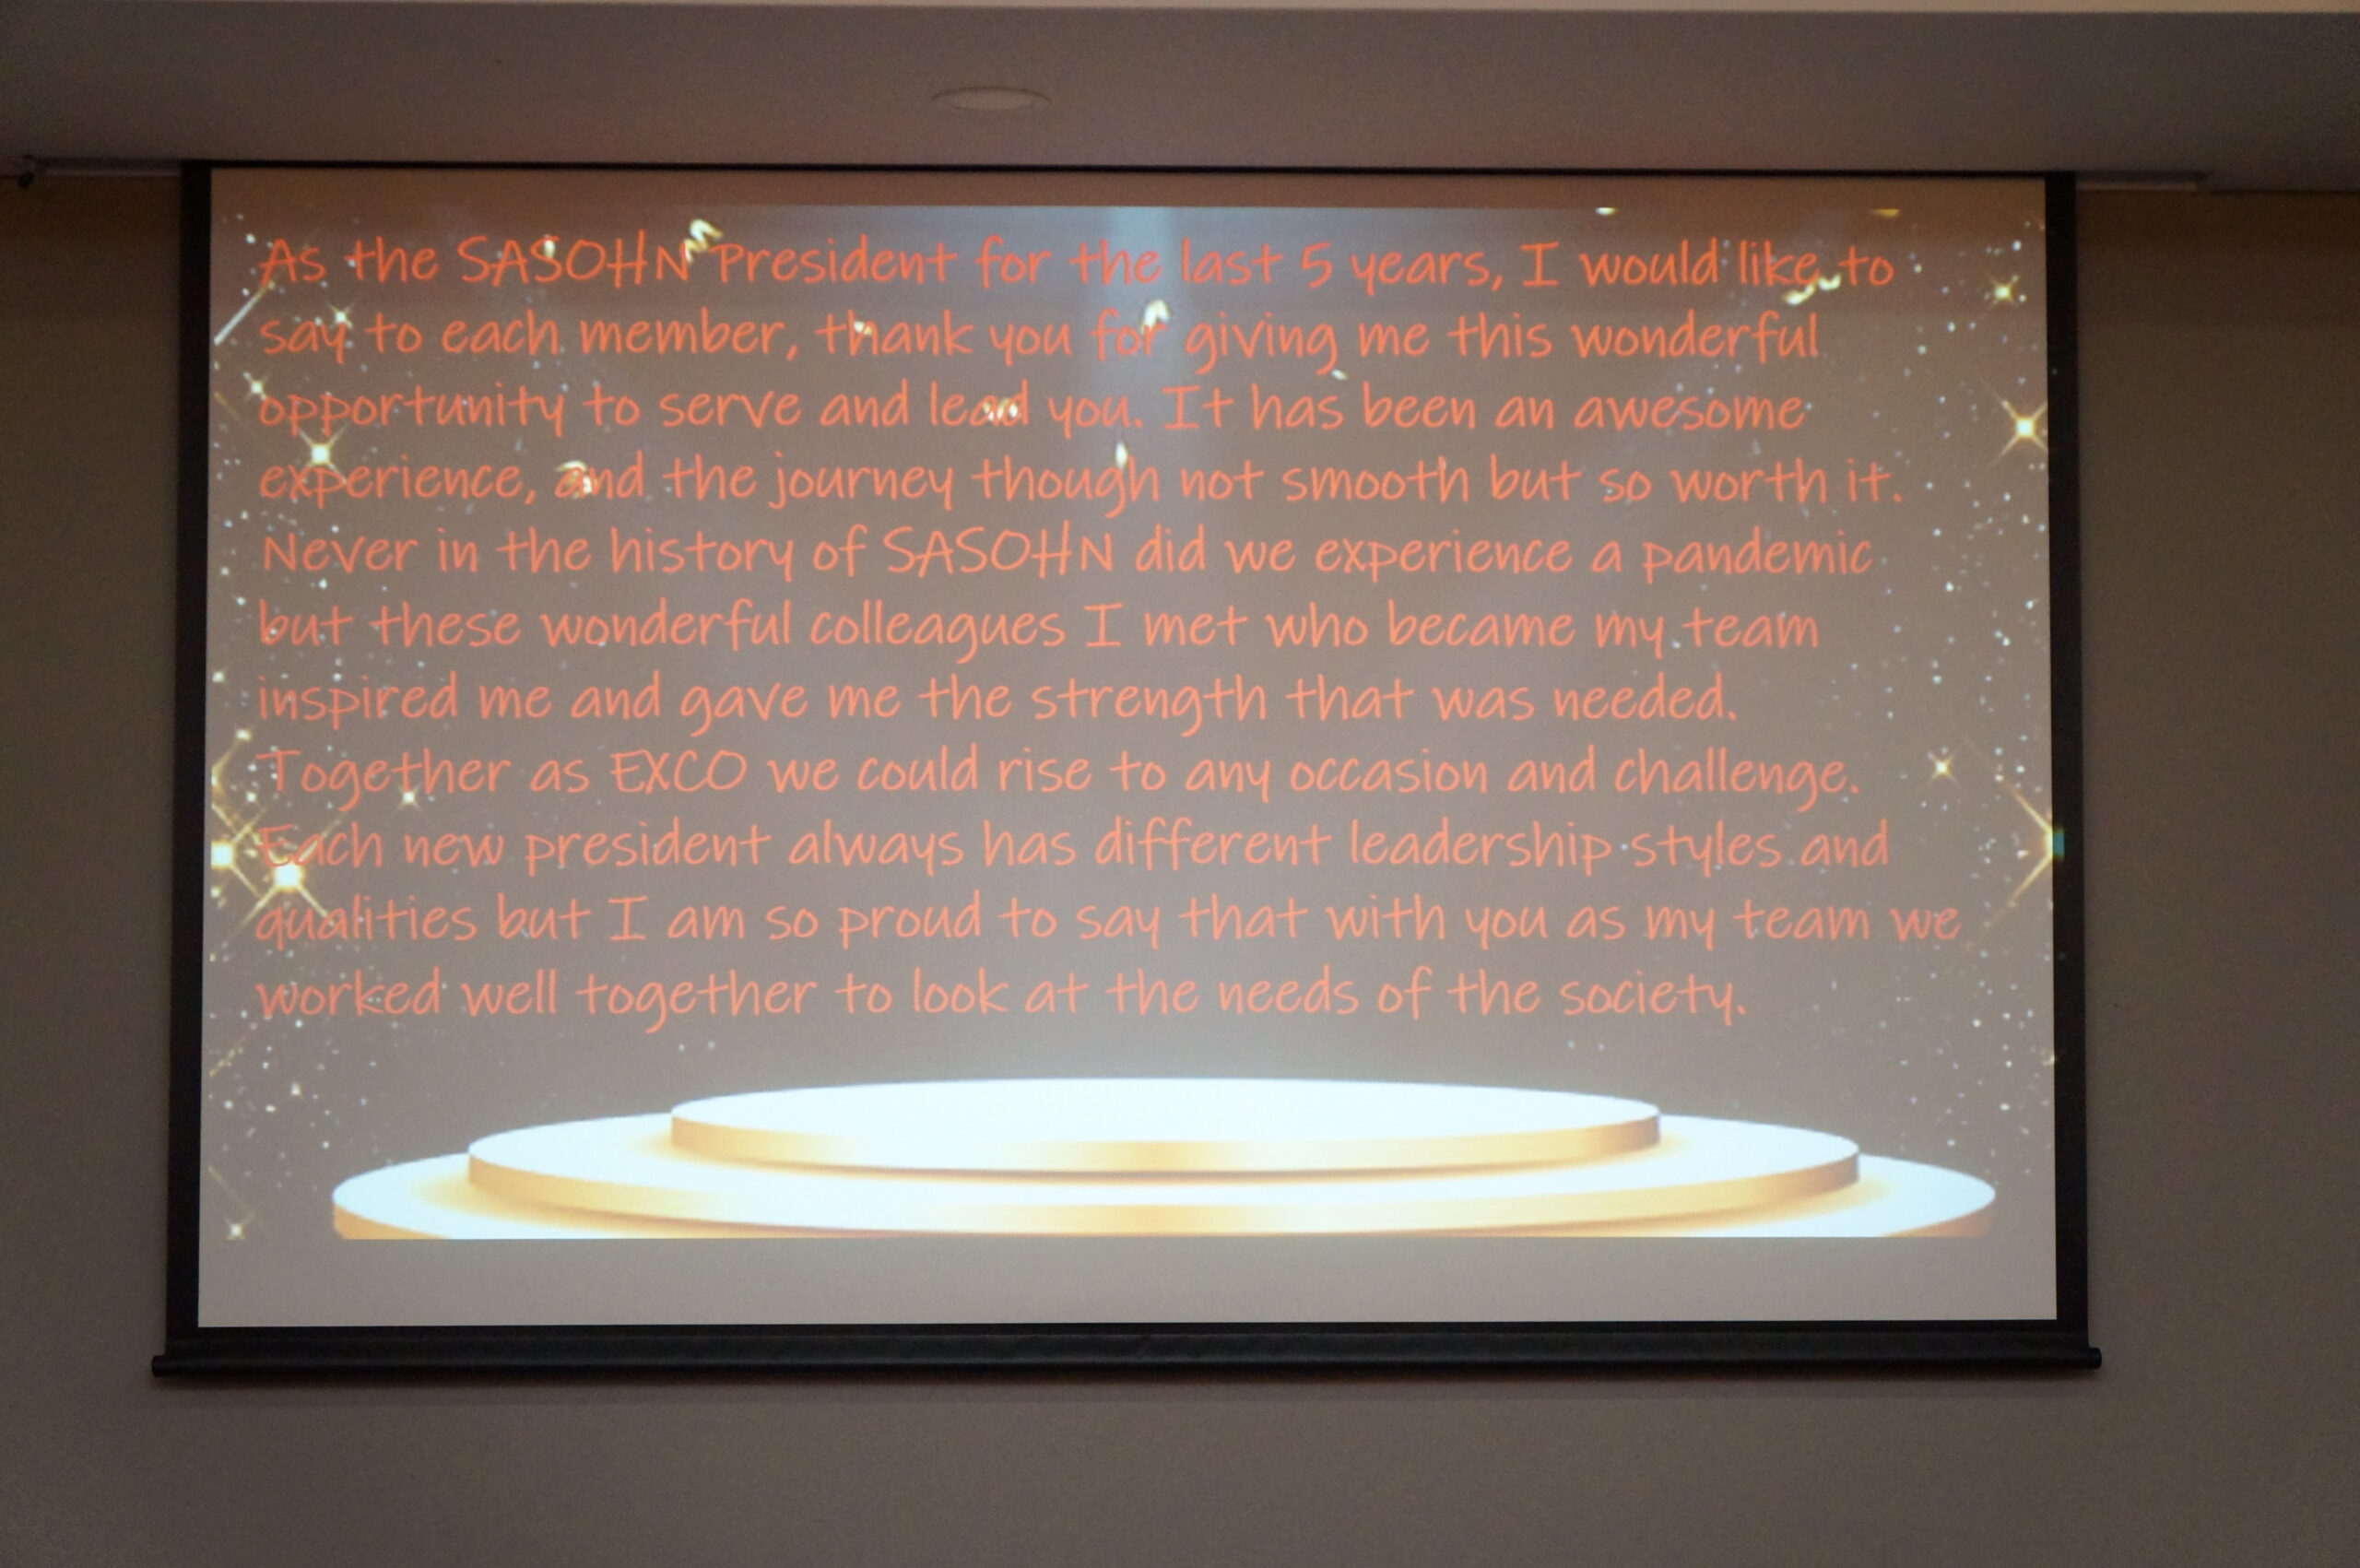 As the SASOHN President for the last 5 years, I would like to
say to each member, thank you for giving me this wonderful
opportunity to serve and lead you. It has been an awesome
experience, and the journey though not smooth but so worth it.
Never in the history of SASOHN did we experience a pandemic
but these wonderful colleagues I met who became my team
inspired me and gave me the strength that was needed.
Together as EXCO we could rise to any occasion and challenge.
Each new president always has different leadership styles and
qualities but I am so proud to say that with you as my team we
worked well together to look at the needs of the society.